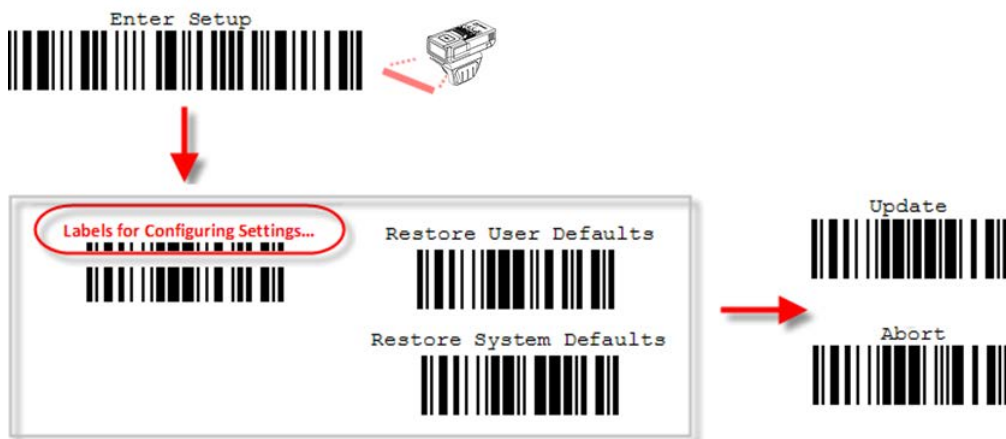 Enter Setup
Labels for Configuring Settings...
Restore User Defaults
Restore System Defaults
Update
Abort